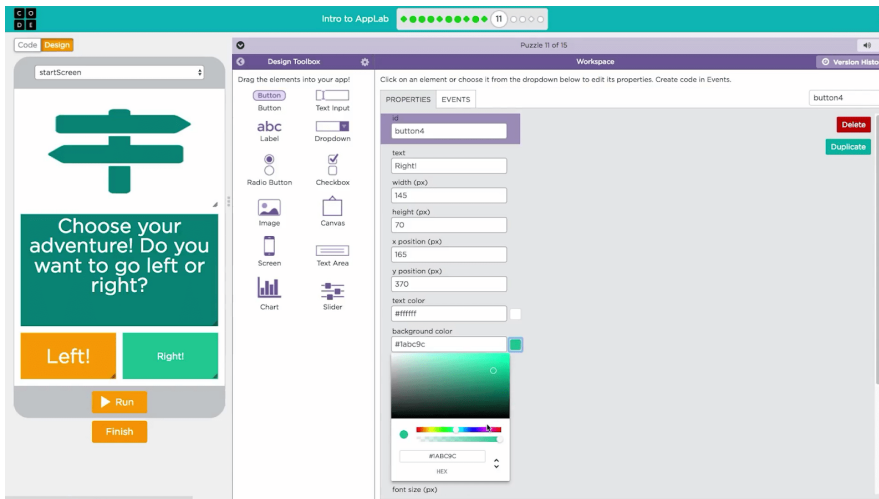 C O
D E
Intro to AppLab
11
Code Design
Puzzle 11 of 15
Design Toolbox
Workspace
Version Histo
startScreen
Drag the elements into your app!
Click on an element or choose it from the dropdown below to edit its properties. Create code in Events.
Button
Button
Text Input
abc
Label
Dropdown
Radio Button
Checkbox
Image
Canvas
Screen
Text Area
Chart
Slider
PROPERTIES EVENTS
button4
Delete
Duplicate
id
button4
text
Right!
width (px)
145
height (px)
70
x position (px)
165
y position (px)
370
text color
#ffffff
background color
#1abc9c
#1ABC9C
HEX
font size (px)
Choose your
adventure! Do you
want to go left or
right?
Left!
Right!
Run
Finish